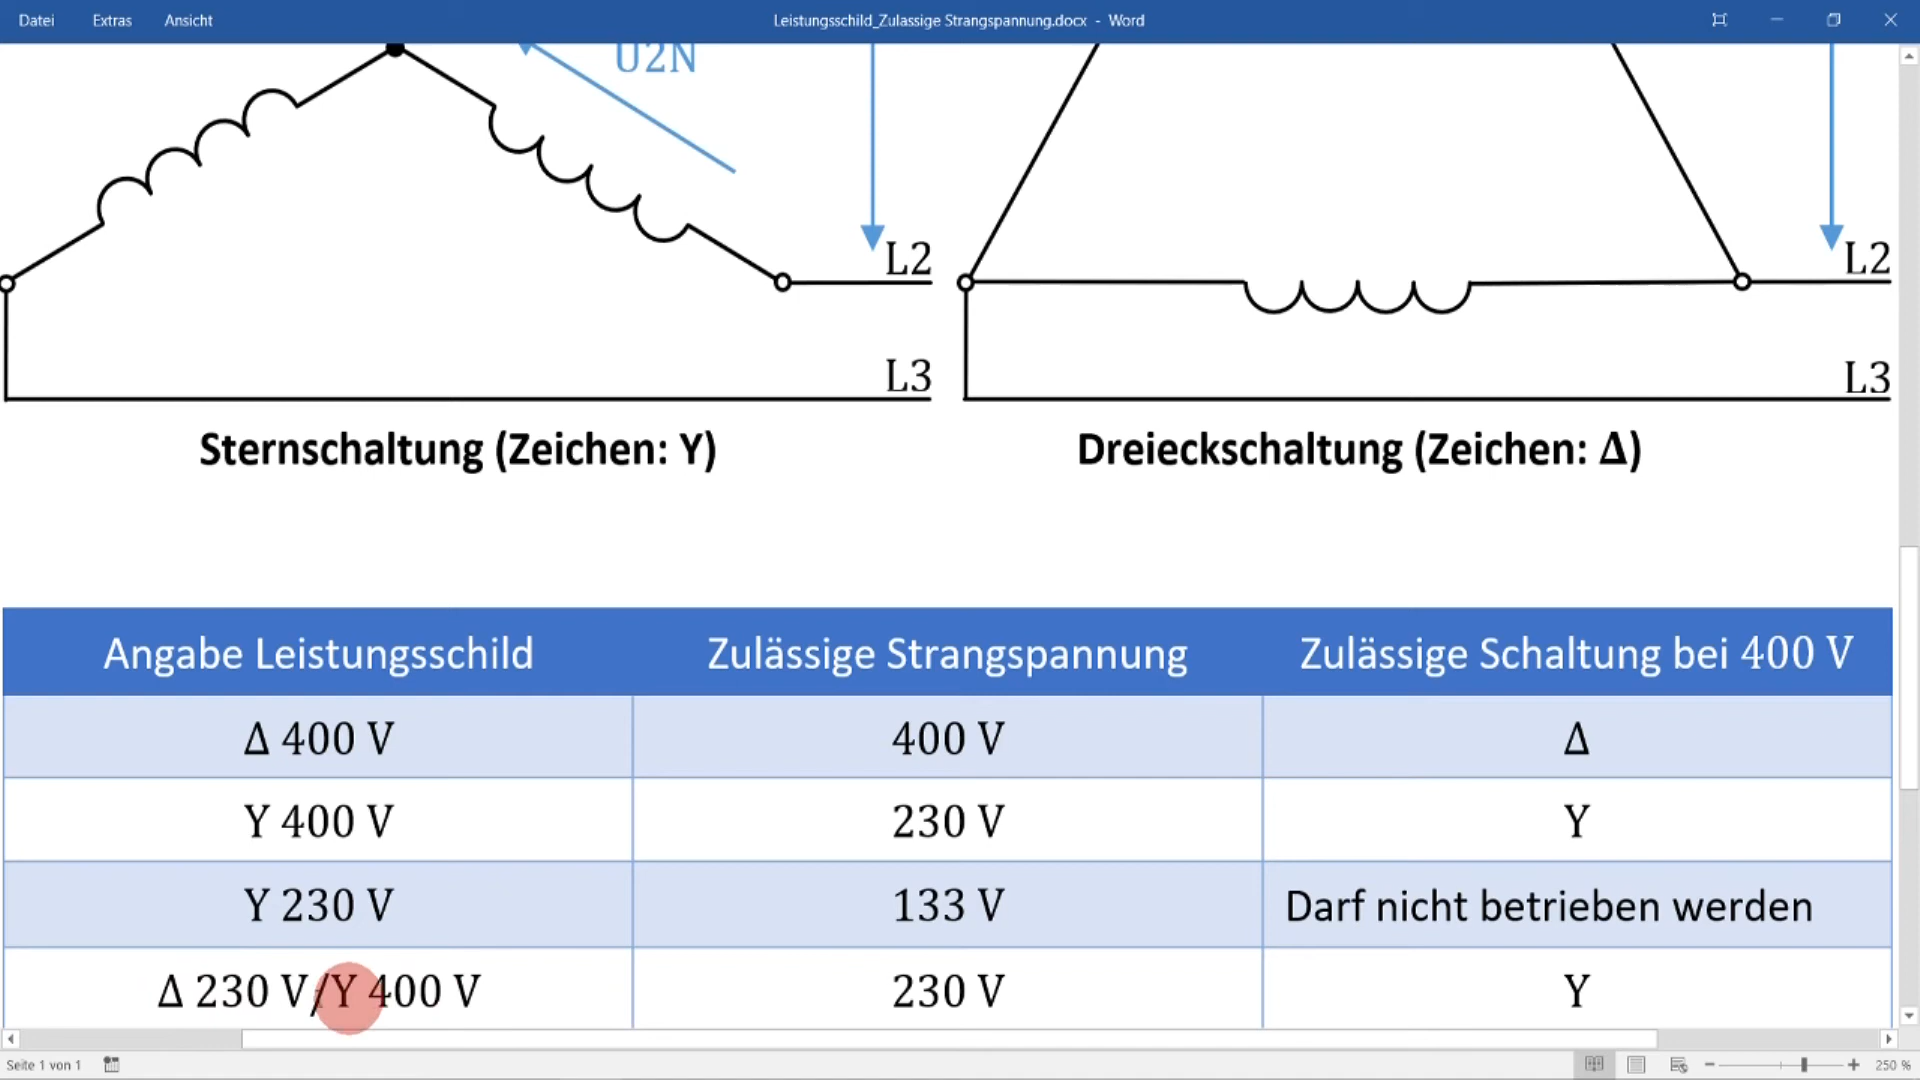 Datei Extras Ansicht Leistungsschild_Zulassige Strangspannung.docx - Word
U2N
L2
L3
L2
L3
Sternschaltung (Zeichen: Y)
Dreieckschaltung (Zeichen: Δ)
Angabe Leistungsschild Zulässige Strangspannung Zulässige Schaltung bei 400 V
Δ 400 V 400 V Δ
Y 400 V 230 V Y
Y 230 V 133 V Darf nicht betrieben werden
Δ 230 V/Y 400 V 230 V Y
Seite 1 von 1 250 %